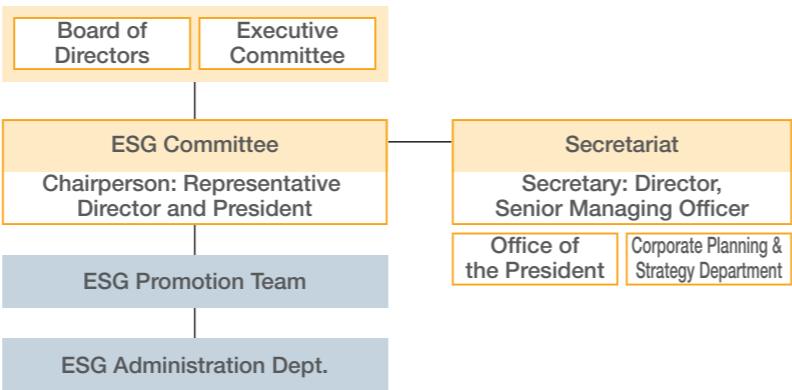 Board of
Directors
Executive
Committee
ESG Committee
Chairperson: Representative
Director and President
Secretariat
Secretary: Director,
Senior Managing Officer
Office of
the President
Corporate Planning &
Strategy Department
ESG Promotion Team
ESG Administration Dept.